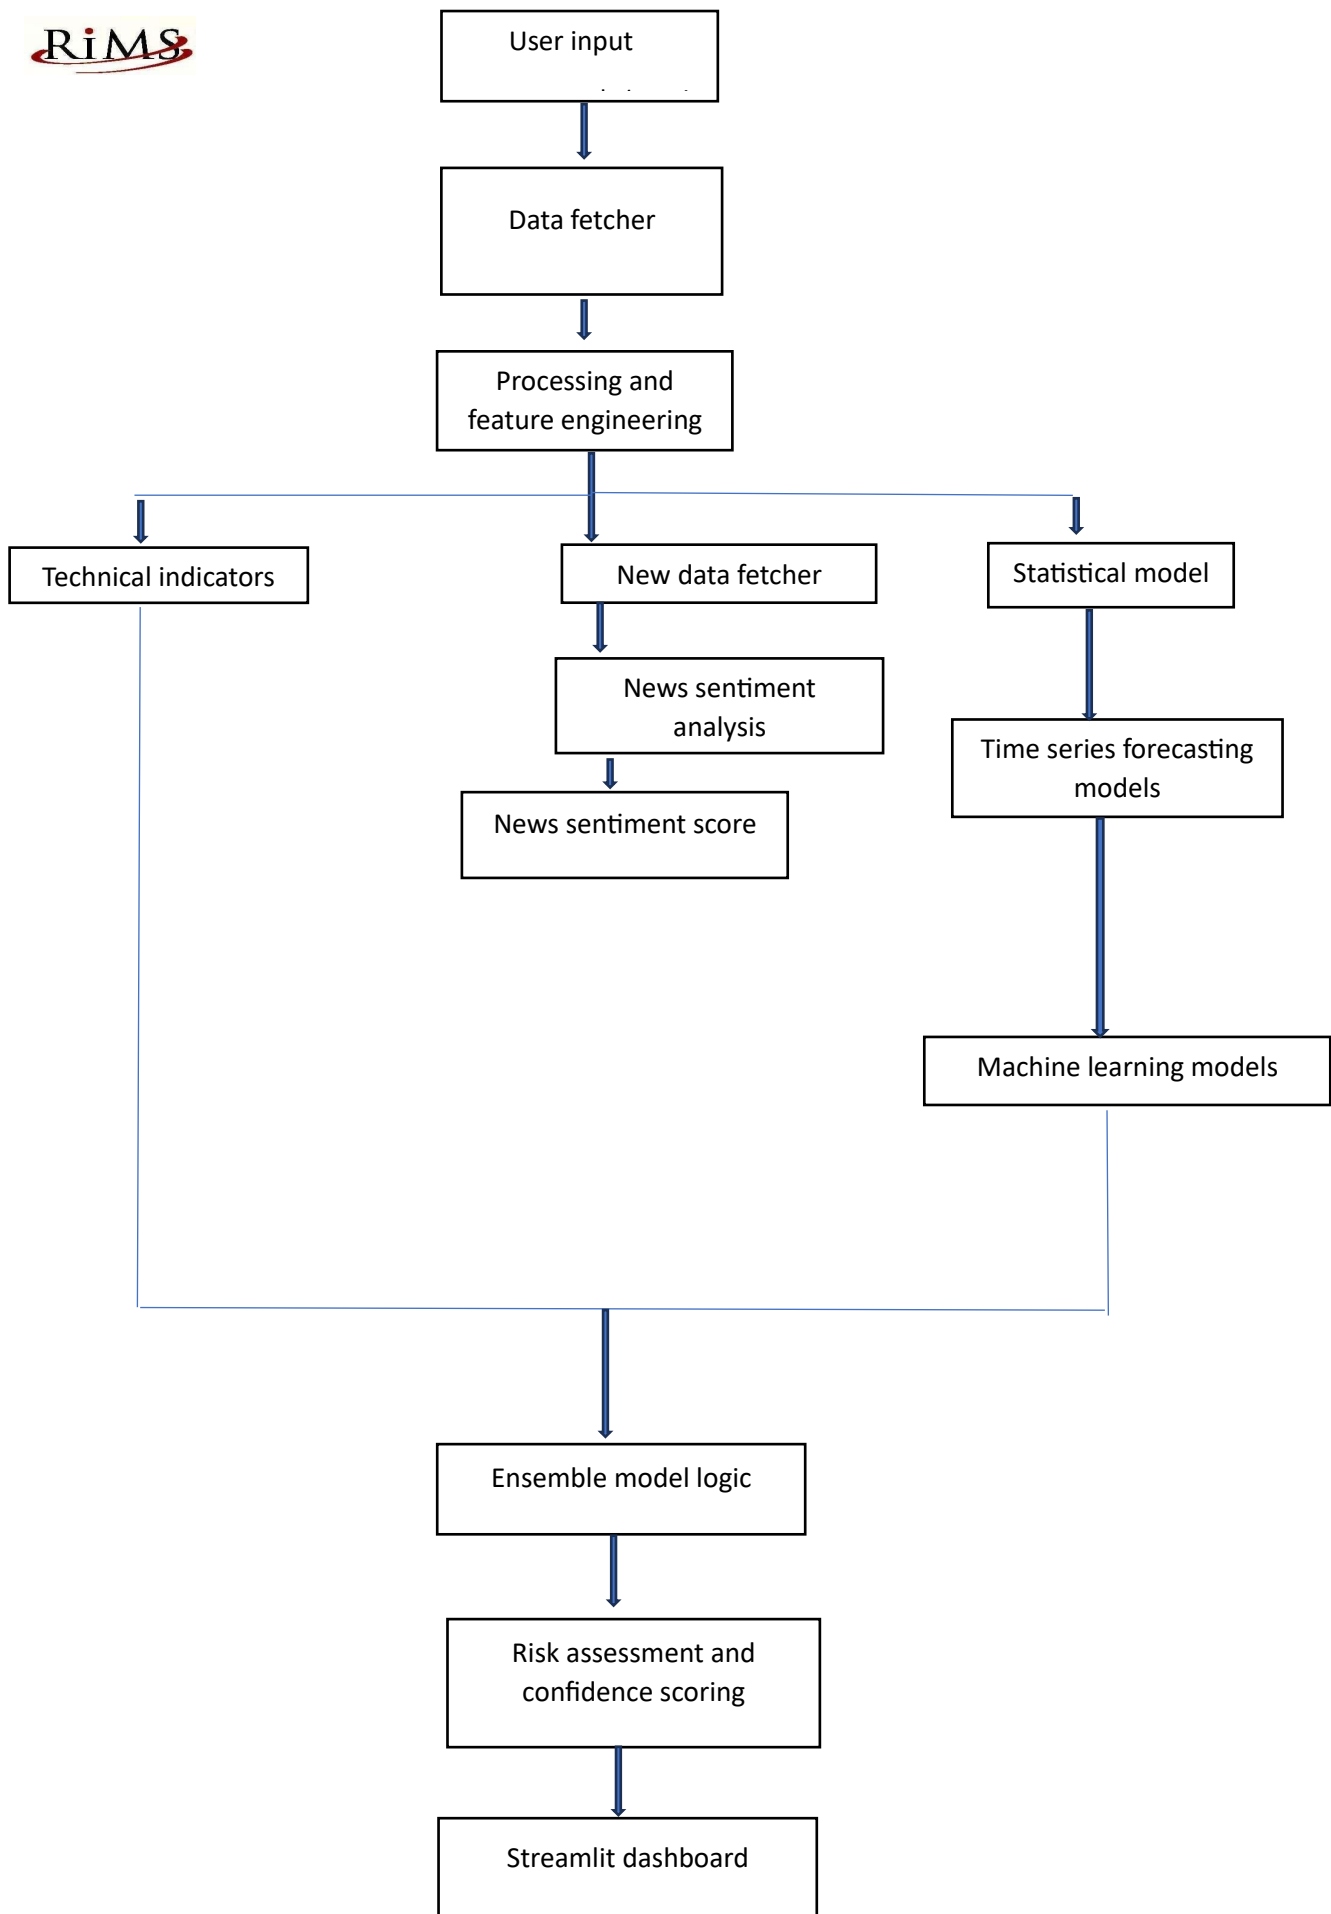 RiMS
User input
Data fetcher
Processing and
feature engineering
Technical indicators
New data fetcher
Statistical model
News sentiment
analysis
Time series forecasting
models
News sentiment score
Machine learning models
Ensemble model logic
Risk assessment and
confidence scoring
Streamlit dashboard